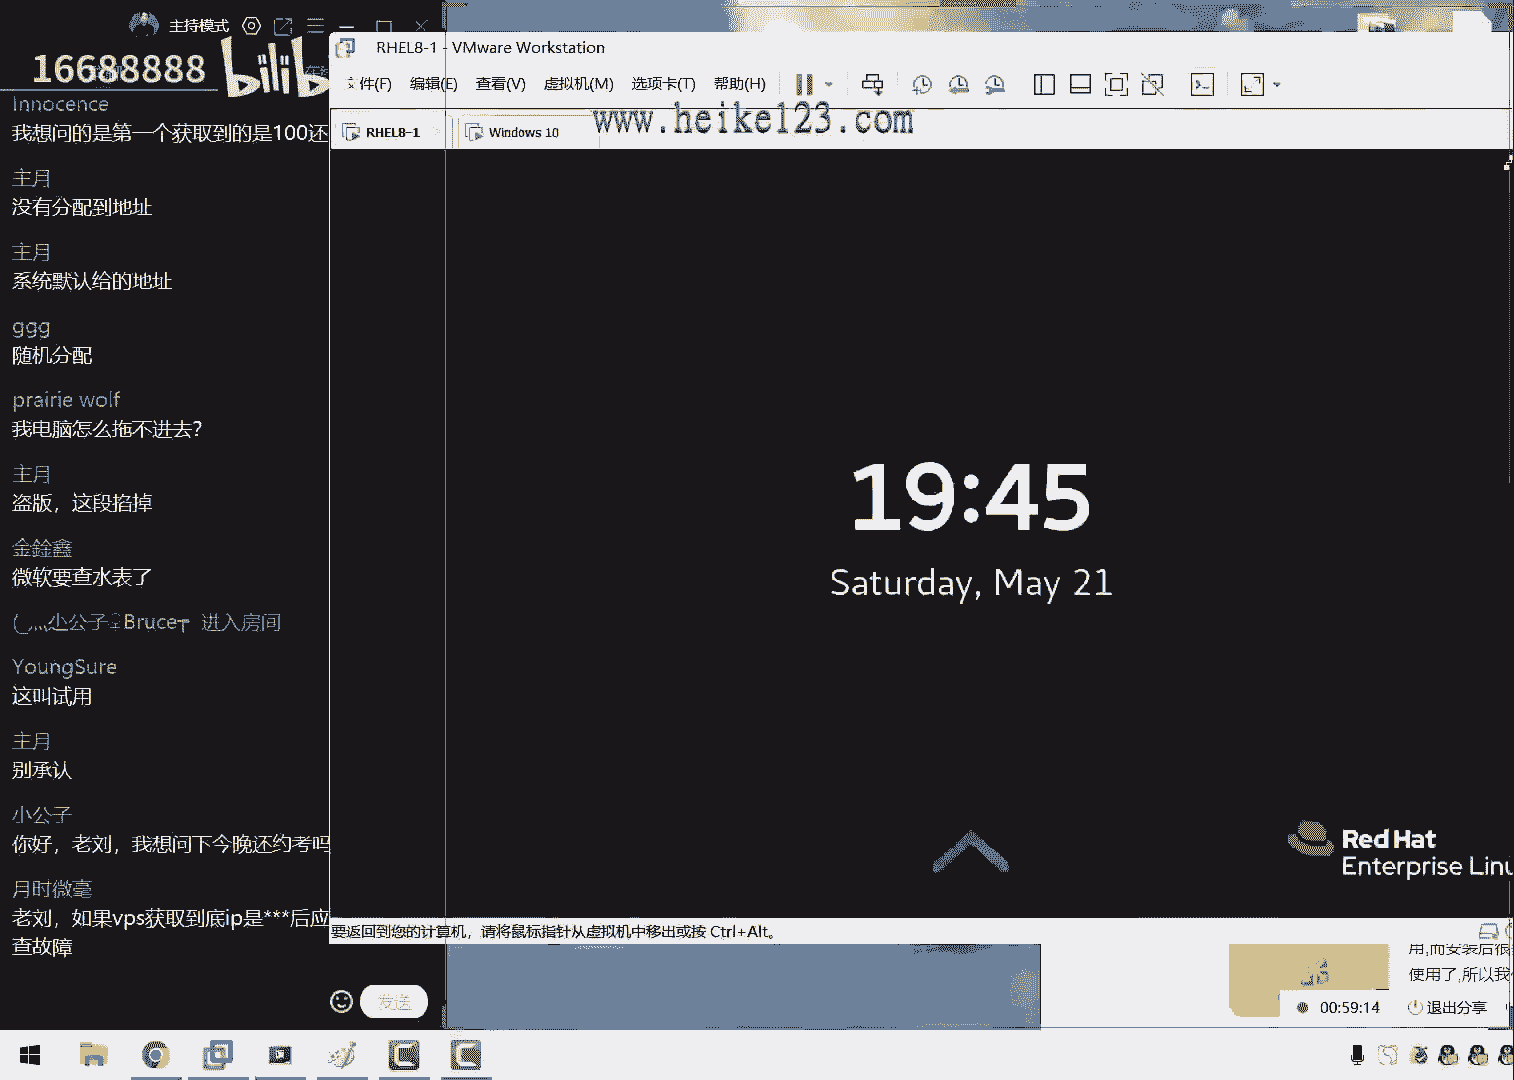 主持模式
16688888
bilib
RHEL8-1 - VMware Workstation
文件(F) 编辑(E) 查看(V) 虚拟机(M) 选项卡(T) 帮助(H)
RHEL8-1
Windows 10
www.heike123.com
Innocence
我想问的是第一个获取到的是100还
主月
没有分配到地址
主月
系统默认给的地址
ggg
随机分配
prairie wolf
我电脑怎么拖不进去?
主月
盗版，这段掐掉
金鍂鑫
微软要查水表了
Bruce 进入房间
YoungSure
这叫试用
主月
别承认
小公子
你好，老刘，我想问下今晚还约考吗
月时微毫
老刘，如果vps获取到底ip是***后应
查故障
发送
19:45
Saturday, May 21
Red Hat
Enterprise Linu
要返回到您的计算机，请将鼠标指针从虚拟机中移出或按 Ctrl+Alt。
用,而安装后很
使用了,所以我
00:59:14
退出分享